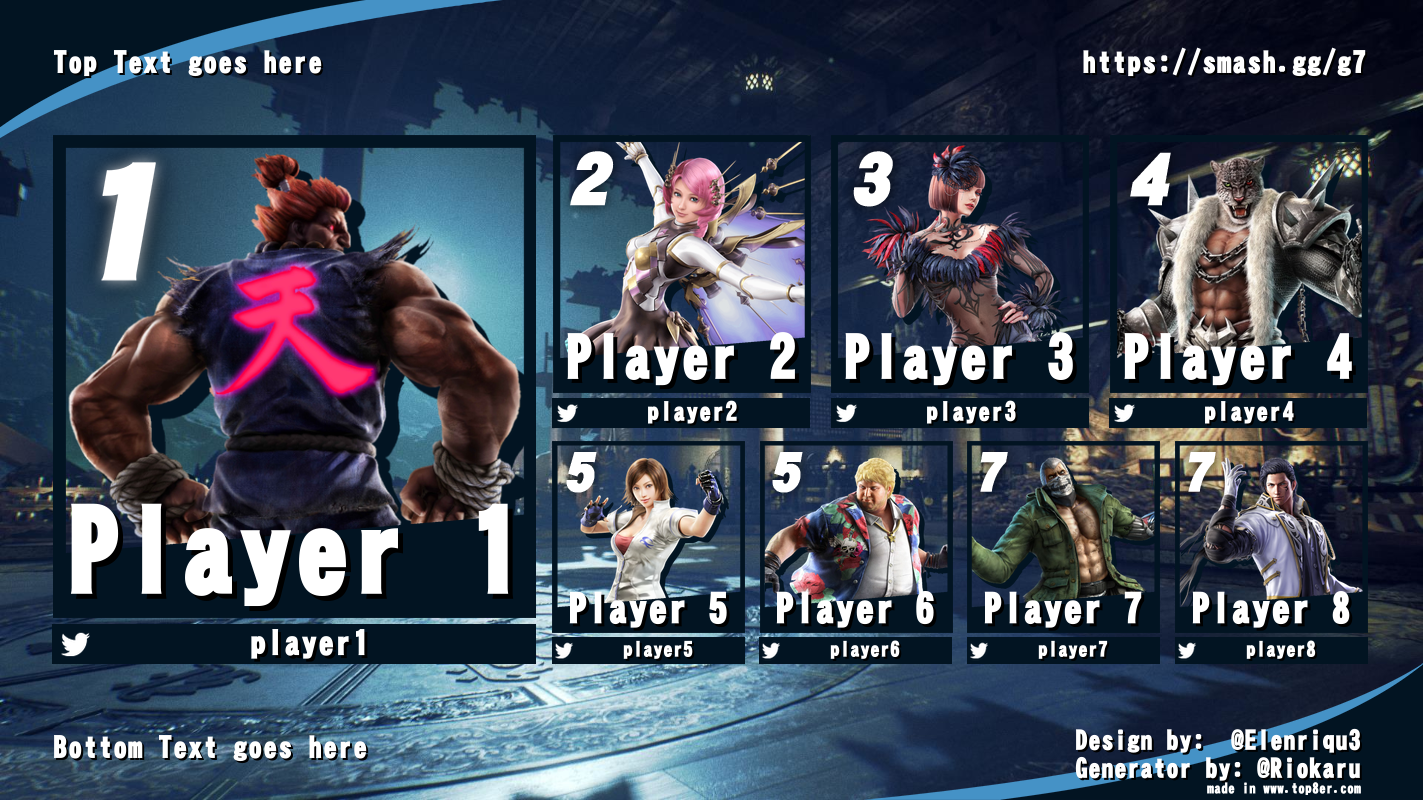 Top Text goes here
https://smash.gg/g7
1
天
Player 1
player1
2
Player 2
player2
3
Player 3
player3
4
Player 4
player4
5
Player 5
player5
5
Player 6
player6
7
Player 7
player7
7
Player 8
player8
Bottom Text goes here
Design by: @Elenriqu3
Generator by: @Riokaru
made in www.top8er.com